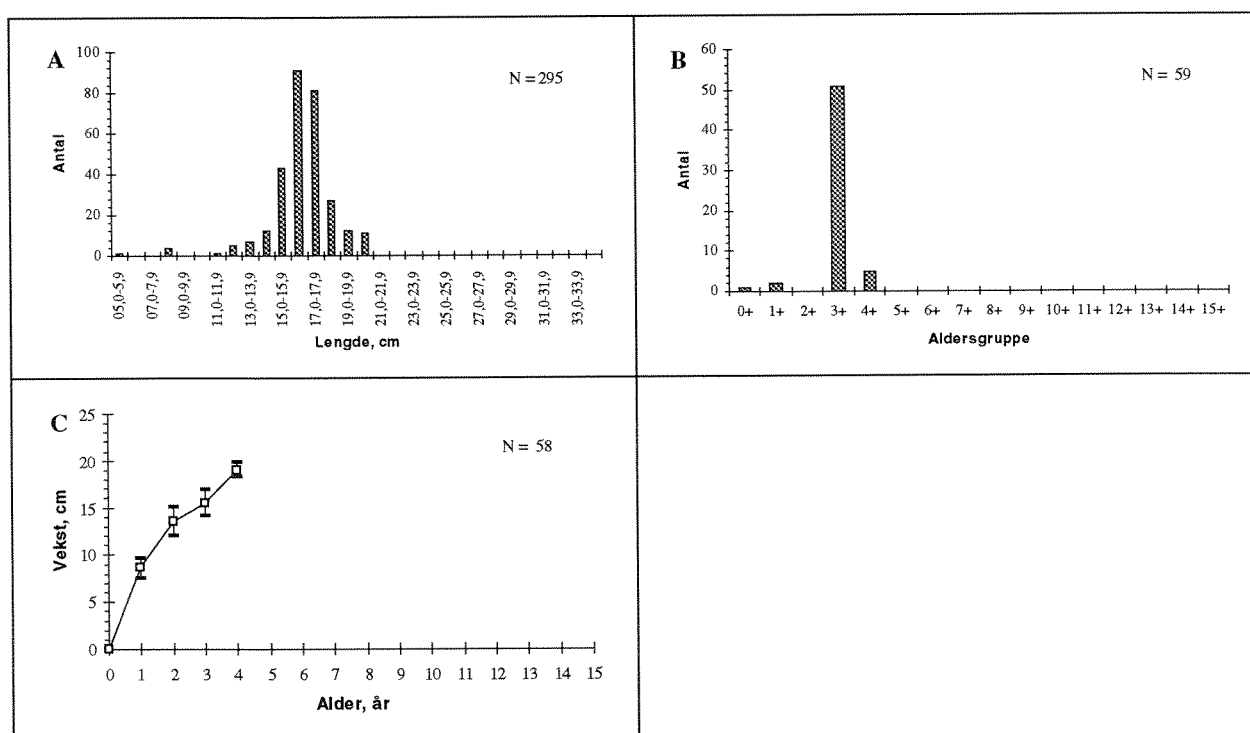 A
N = 295
Antal
100
80
60
40
20
0
05,0-5,9
07,0-7,9
09,0-9,9
11,0-11,9
13,0-13,9
15,0-15,9
17,0-17,9
19,0-19,9
21,0-21,9
23,0-23,9
25,0-25,9
27,0-27,9
29,0-29,9
31,0-31,9
33,0-33,9
Lengde, cm
B
N = 59
Antal
60
50
40
30
20
10
0
0+ 1+ 2+ 3+ 4+ 5+ 6+ 7+ 8+ 9+ 10+ 11+ 12+ 13+ 14+ 15+
Aldersgruppe
C
N = 58
Vekst, cm
25
20
15
10
5
0
0 1 2 3 4 5 6 7 8 9 10 11 12 13 14 15
Alder, år